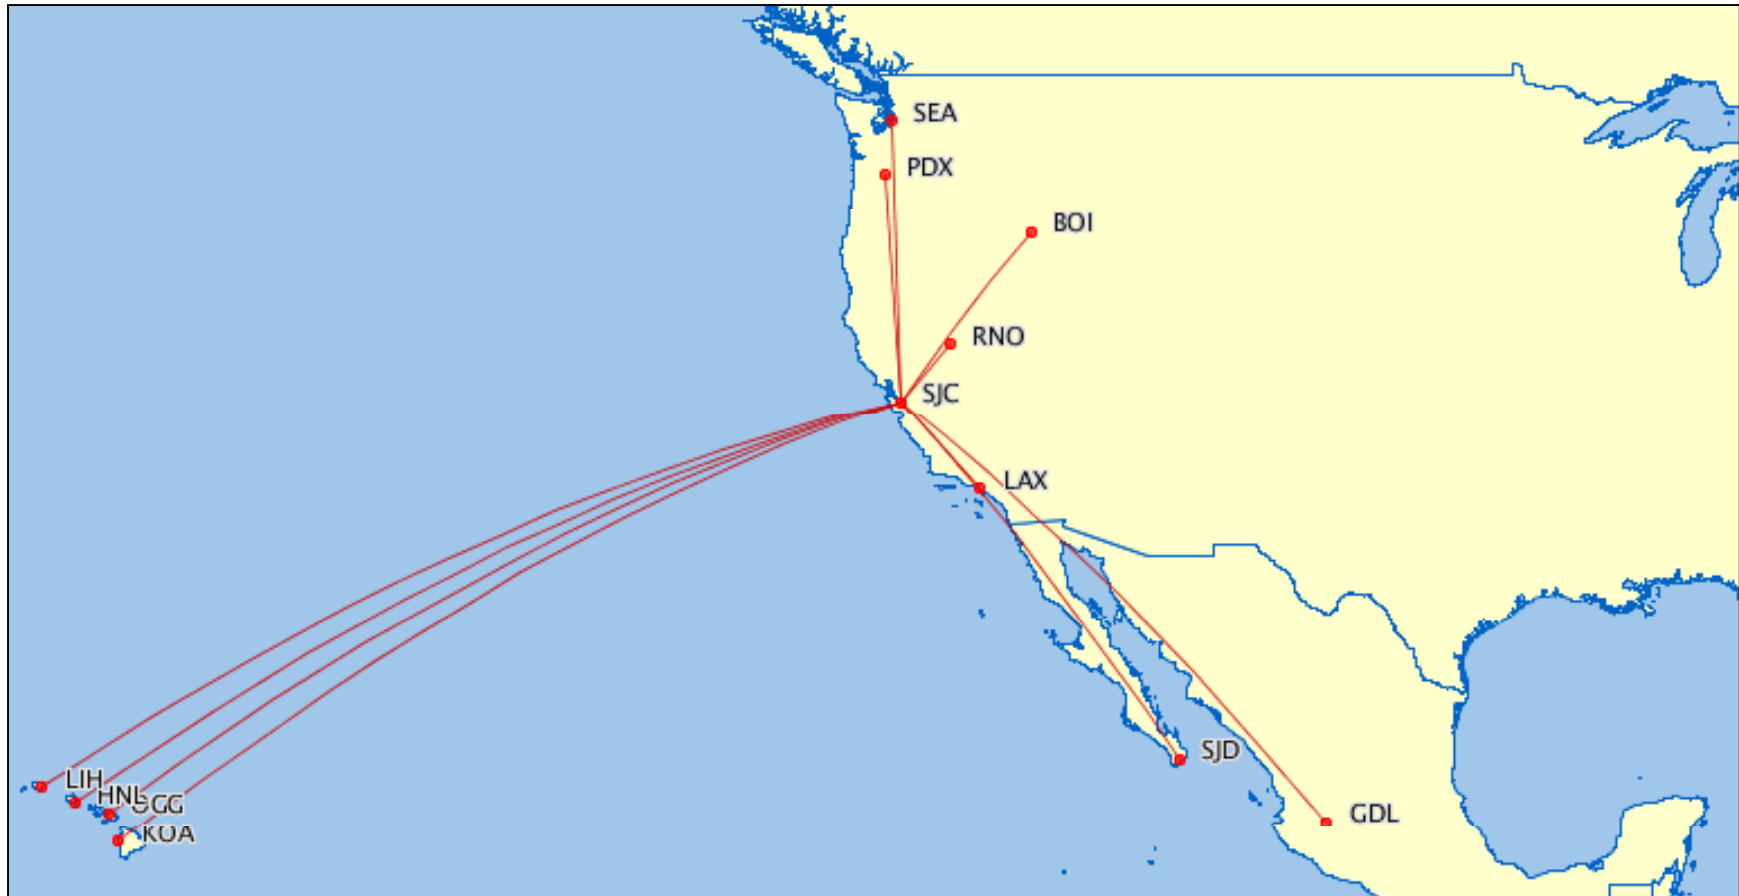 SEA
PDX
BOI
RNO
SJC
LAX
SJD
LIH
HNL
OGG
GDL
KOA